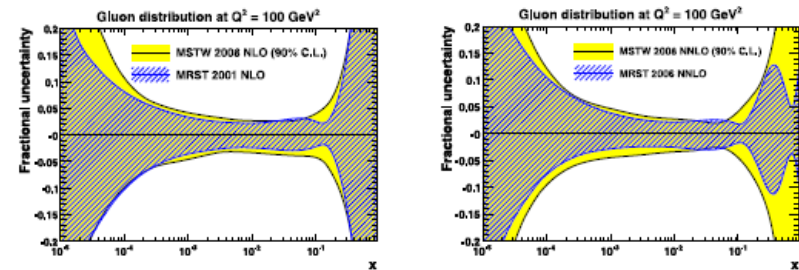 Gluon distribution at Q² = 100 GeV²
Fractional uncertainty
0.2
0.15
0.1
0.05
-0
-0.05
-0.1
-0.15
-0.2
MSTW 2008 NLO (90% C.L.)
MRST 2001 NLO
10⁻⁵ 10⁻⁴ 10⁻³ 10⁻² 10⁻¹
x
Gluon distribution at Q² = 100 GeV²
Fractional uncertainty
0.2
0.15
0.1
0.05
-0
-0.05
-0.1
-0.15
-0.2
MSTW 2008 NNLO (90% C.L.)
MRST 2006 NNLO
10⁻⁵ 10⁻⁴ 10⁻³ 10⁻² 10⁻¹
x